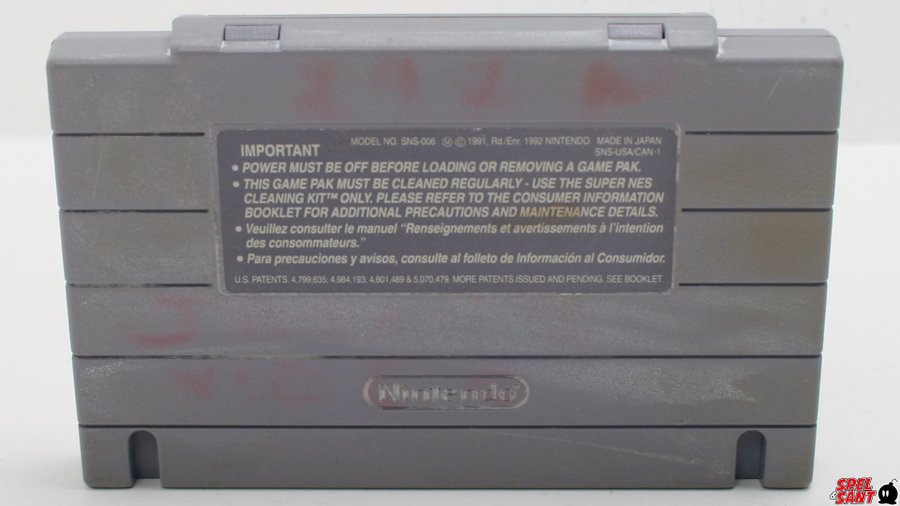 MODEL NO. SNS-006 Ⓜ © 1991, Rd./Enr. 1992 NINTENDO MADE IN JAPAN
IMPORTANT SNS-USA/CAN-1
• POWER MUST BE OFF BEFORE LOADING OR REMOVING A GAME PAK.
• THIS GAME PAK MUST BE CLEANED REGULARLY - USE THE SUPER NES
CLEANING KIT™ ONLY. PLEASE REFER TO THE CONSUMER INFORMATION
BOOKLET FOR ADDITIONAL PRECAUTIONS AND MAINTENANCE DETAILS.
• Veuillez consulter le manuel "Renseignements et avertissements à l'intention
des consommateurs."
• Para precauciones y avisos, consulte al folleto de Información al Consumidor.
U.S. PATENTS: 4,799,635; 4,984,193; 4,801,489 & 5,070,479. MORE PATENTS ISSUED AND PENDING. SEE BOOKLET.
Nintendo
SPEL
SANT